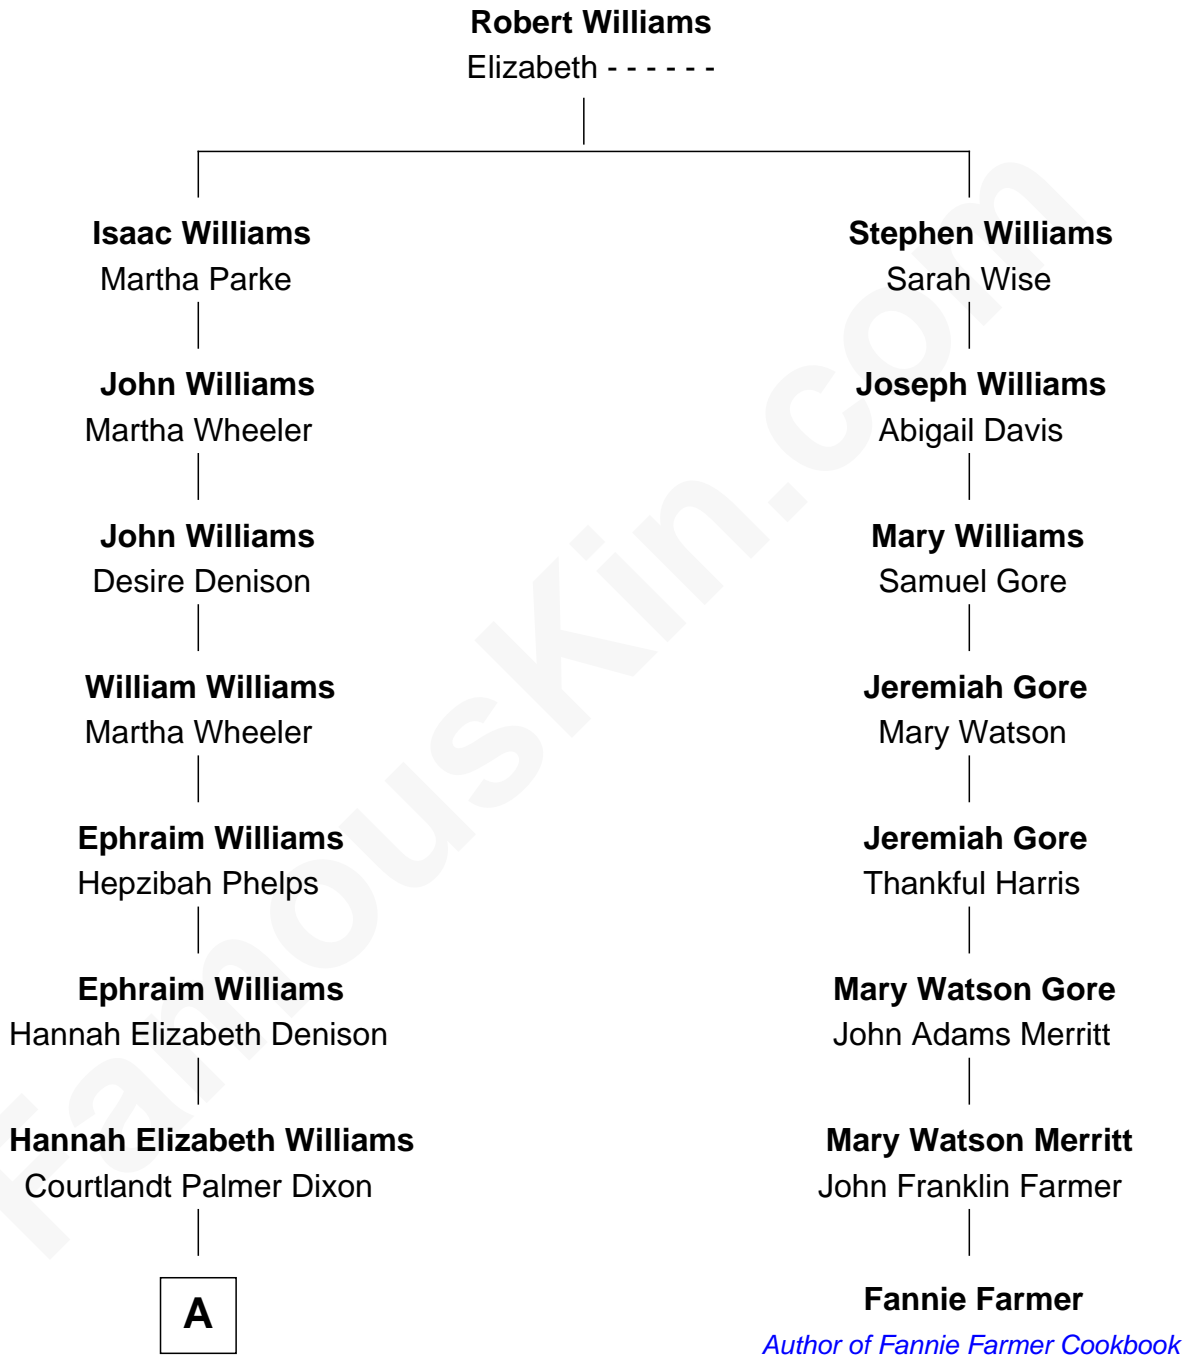 Robert Williams
Elizabeth - - - - - -
Isaac Williams
Martha Parke
Stephen Williams
Sarah Wise
John Williams
Martha Wheeler
Joseph Williams
Abigail Davis
John Williams
Desire Denison
Mary Williams
Samuel Gore
William Williams
Martha Wheeler
Jeremiah Gore
Mary Watson
Ephraim Williams
Hepzibah Phelps
Jeremiah Gore
Thankful Harris
Ephraim Williams
Hannah Elizabeth Denison
Mary Watson Gore
John Adams Merritt
Hannah Elizabeth Williams
Courtlandt Palmer Dixon
Mary Watson Merritt
John Franklin Farmer
A
Fannie Farmer
Author of Fannie Farmer Cookbook
FamousKin.com